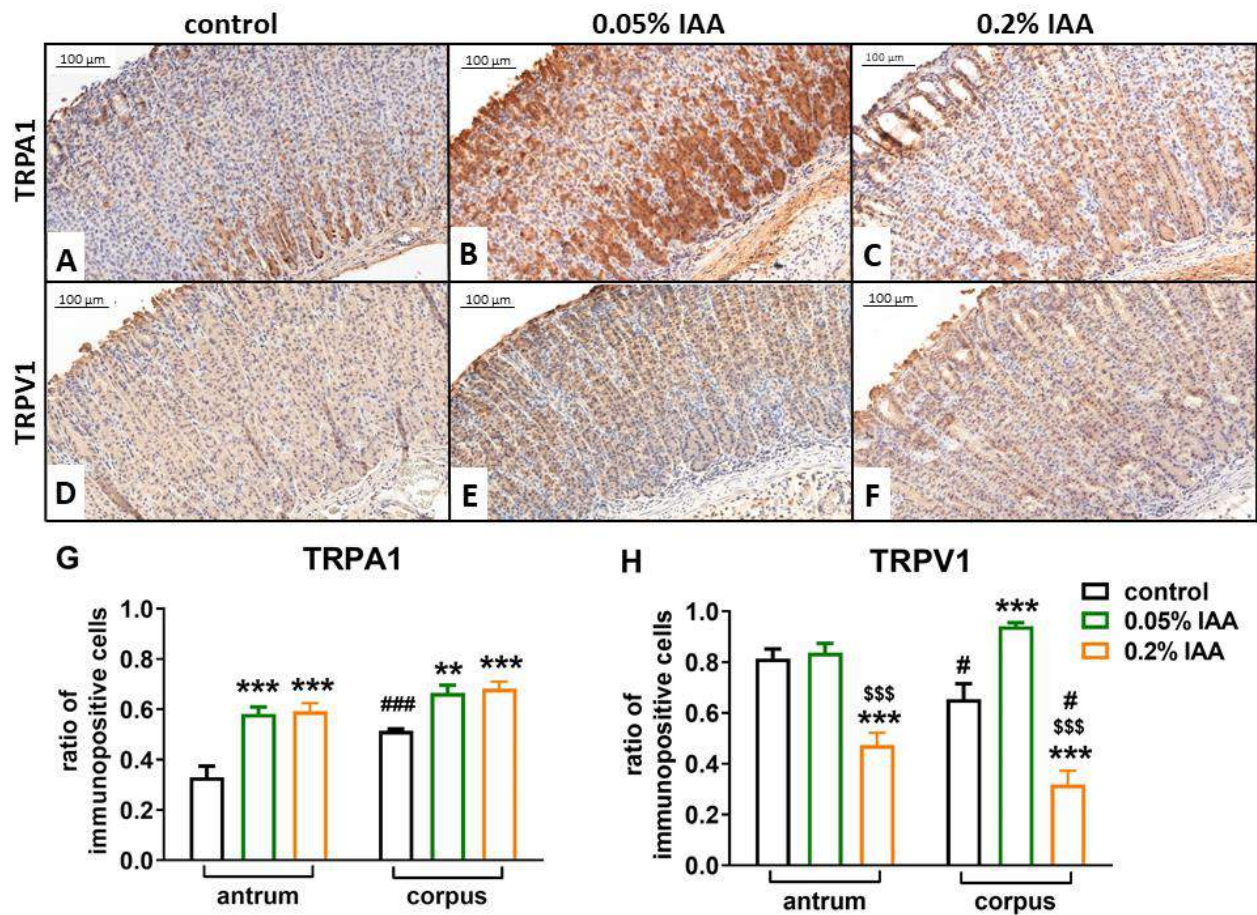 control 0.05% IAA 0.2% IAA
TRPA1
100 µm 100 µm 100 µm
A B C
TRPV1
100 µm 100 µm 100 µm
D E F
G TRPA1
ratio of
immunopositive cells
1.0
0.8
0.6
0.4
0.2
0.0
*** *** ### ** ***
antrum corpus
H TRPV1
ratio of
immunopositive cells
1.0
0.8
0.6
0.4
0.2
0.0
$$$
***
#
***
#
$$$
***
antrum corpus
control
0.05% IAA
0.2% IAA